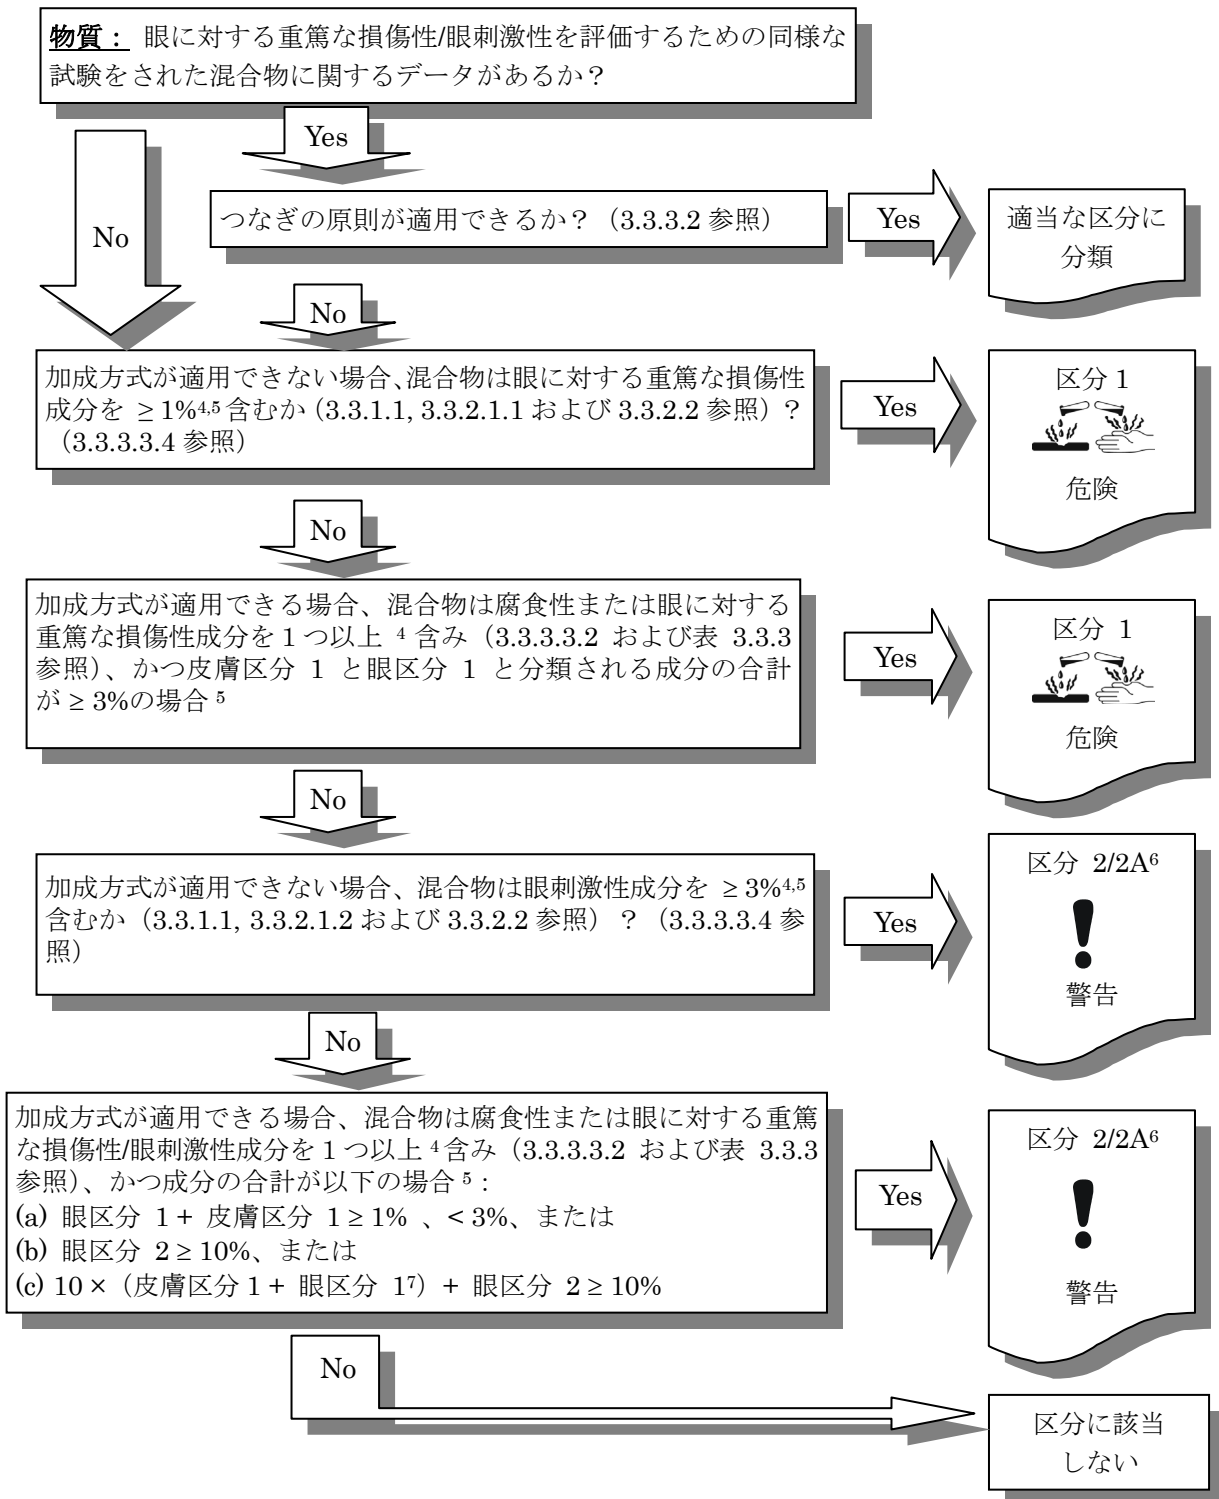 物質： 眼に対する重篤な損傷性/眼刺激性を評価するための同様な
試験をされた混合物に関するデータがあるか？
Yes
No
つなぎの原則が適用できるか？（3.3.3.2 参照）
Yes
適当な区分に
分類
No
加成方式が適用できない場合、混合物は眼に対する重篤な損傷性
成分を ≥ 1%4,5 含むか（3.3.1.1, 3.3.2.1.1 および 3.3.2.2 参照）？
（3.3.3.3.4 参照）
Yes
区分 1
危険
No
加成方式が適用できる場合、混合物は腐食性または眼に対する
重篤な損傷性成分を 1 つ以上 4 含み（3.3.3.3.2 および表 3.3.3
参照）、かつ皮膚区分 1 と眼区分 1 と分類される成分の合計
が ≥ 3%の場合 5
Yes
区分 1
危険
No
加成方式が適用できない場合、混合物は眼刺激性成分を ≥ 3%4,5
含むか（3.3.1.1, 3.3.2.1.2 および 3.3.2.2 参照）？（3.3.3.3.4 参
照）
Yes
区分 2/2A6
警告
No
加成方式が適用できる場合、混合物は腐食性または眼に対する重篤
な損傷性/眼刺激性成分を 1 つ以上 4 含み（3.3.3.3.2 および表 3.3.3
参照）、かつ成分の合計が以下の場合 5：
(a) 眼区分 1 + 皮膚区分 1 ≥ 1% 、< 3%、または
(b) 眼区分 2 ≥ 10%、または
(c) 10 ×（皮膚区分 1 + 眼区分 17）+ 眼区分 2 ≥ 10%
Yes
区分 2/2A6
警告
No
区分に該当
しない